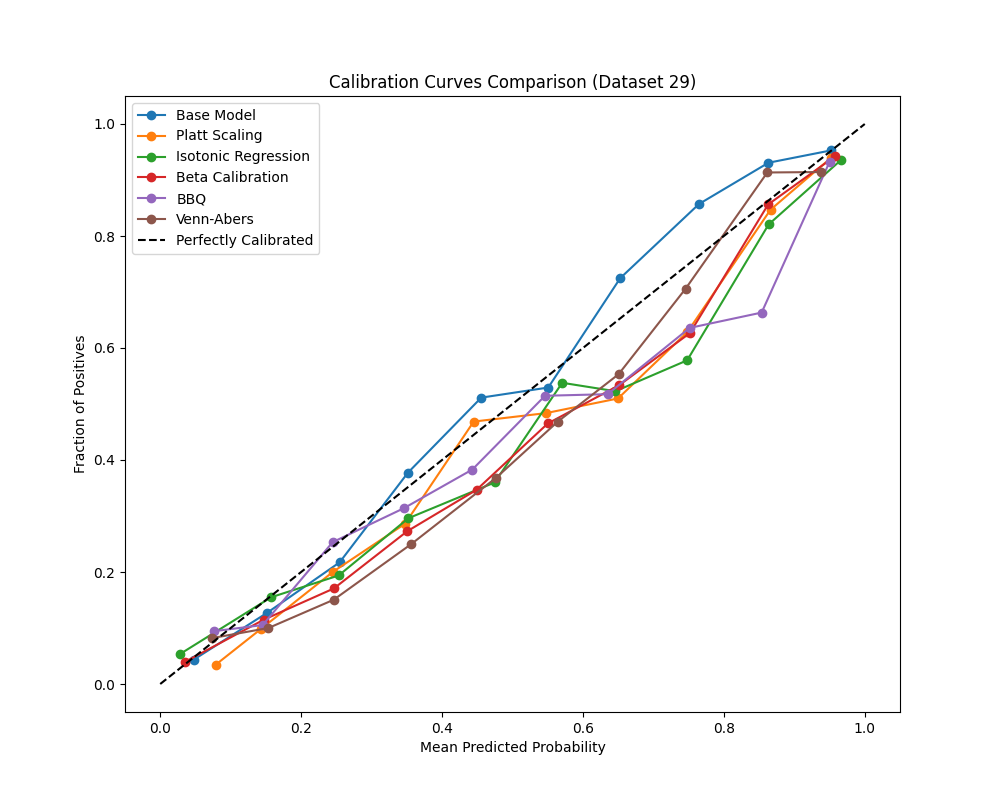 Calibration Curves Comparison (Dataset 29)
Base Model
Platt Scaling
Isotonic Regression
Beta Calibration
BBQ
Venn-Abers
Perfectly Calibrated
1.0
0.8
0.6
0.4
0.2
0.0
Fraction of Positives
0.0 0.2 0.4 0.6 0.8 1.0
Mean Predicted Probability